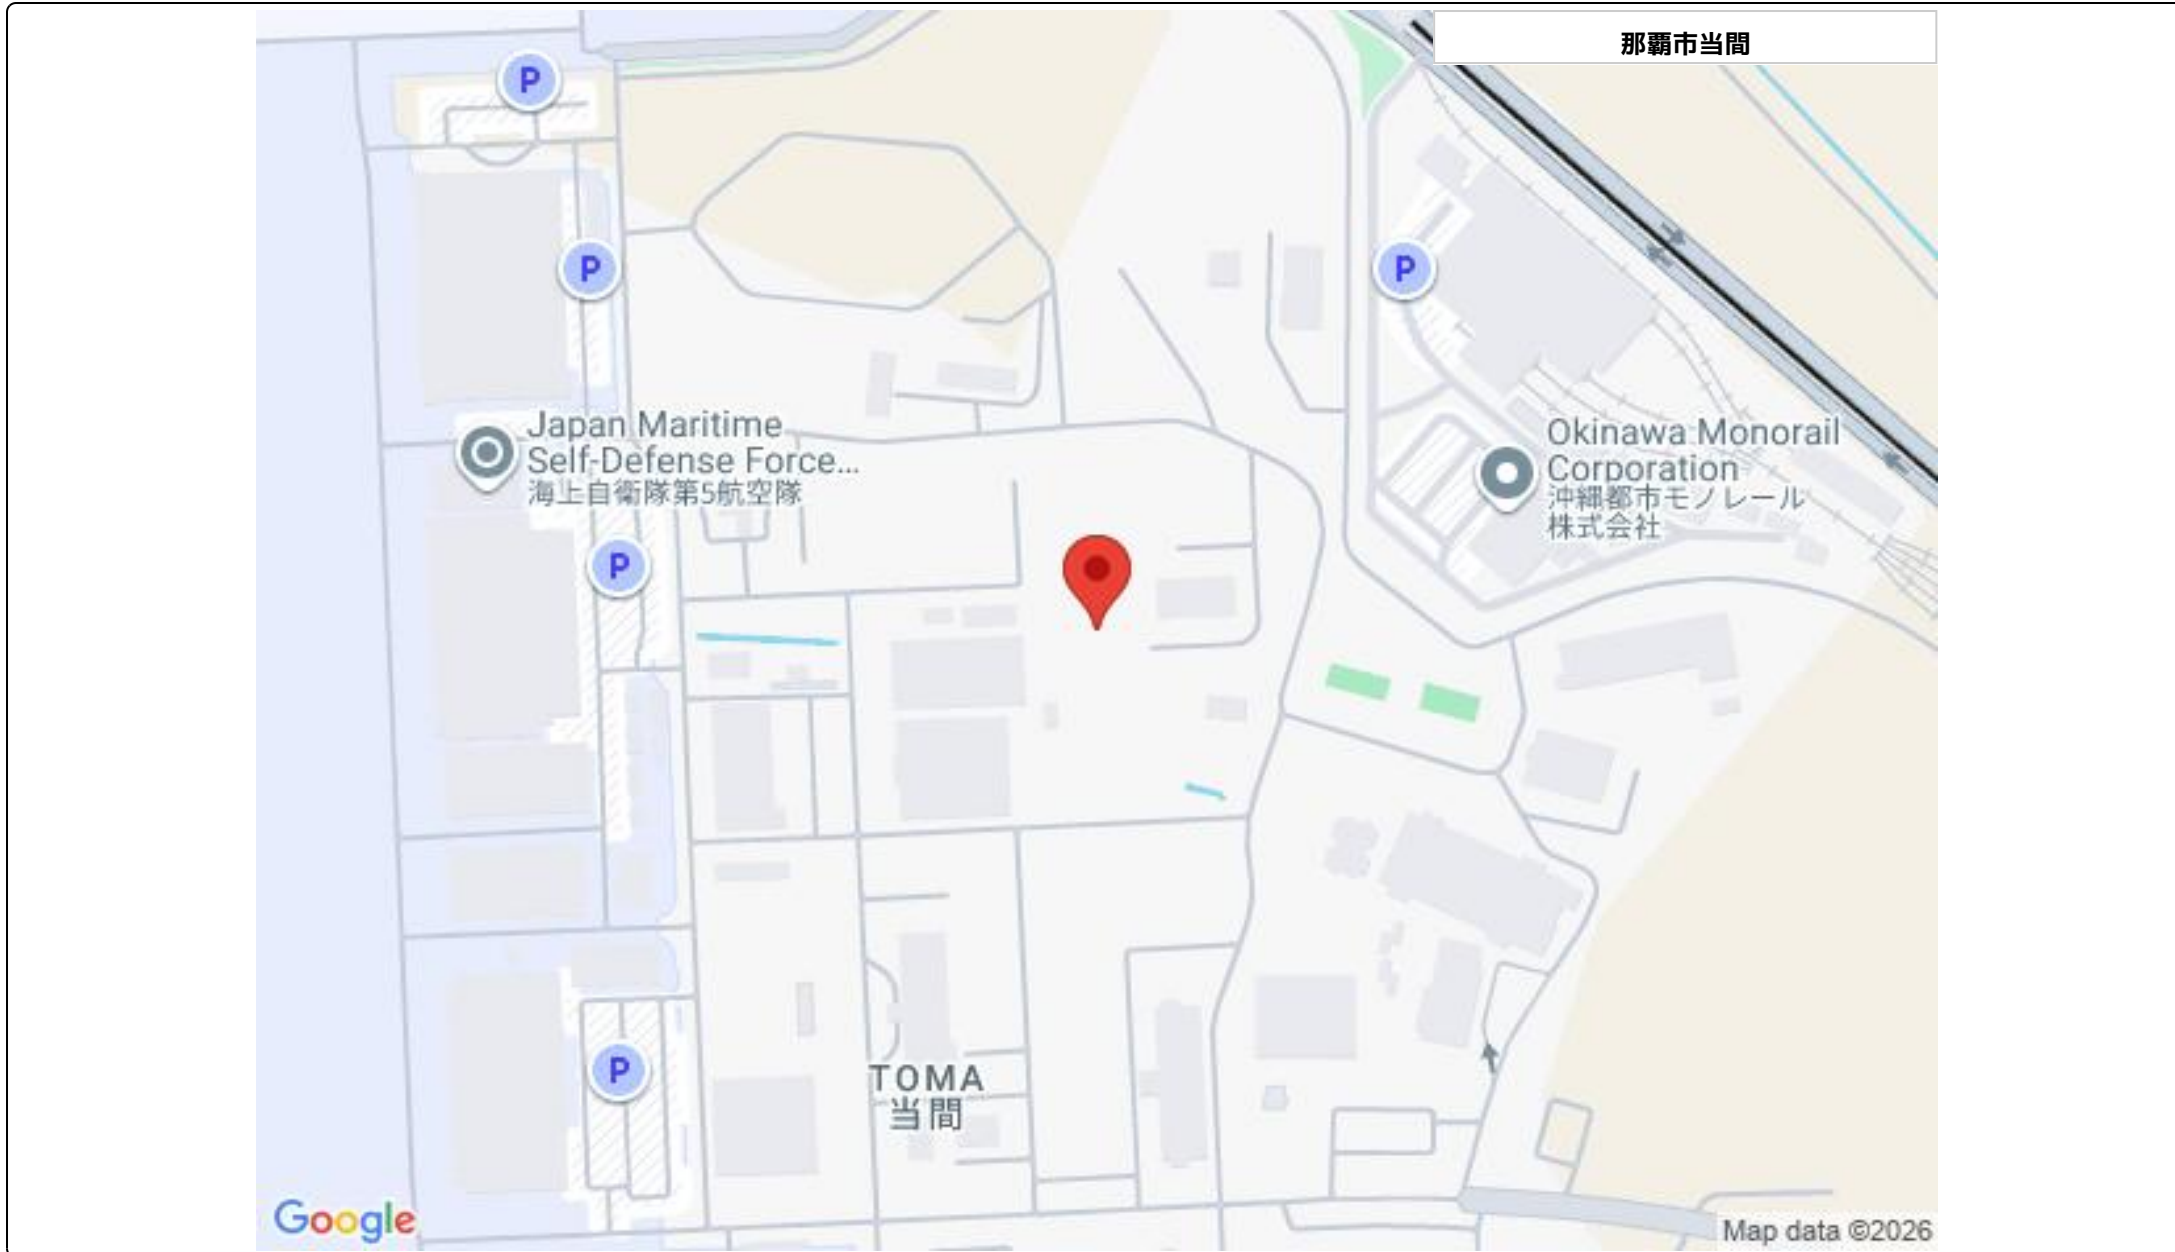 那覇市当間
P
P
P
Japan Maritime
Self-Defense Force...
海上自衛隊第5航空隊
Okinawa Monorail
Corporation
沖縄都市モノレール
株式会社
P
P
TOMA
当間
Google
Map data ©2026